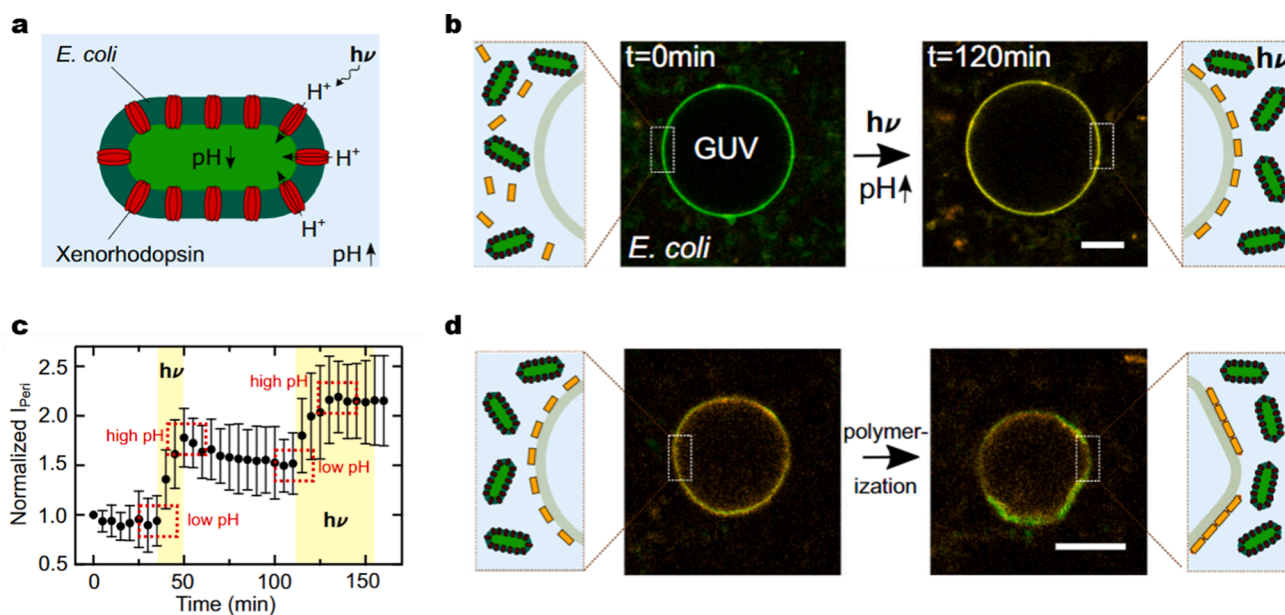 a
E. coli
hν
H⁺
H⁺
pH ↓
H⁺
Xenorhodopsin
pH ↑
b
t=0min
GUV
E. coli
hν
pH ↑
t=120min
hν
c
Normalized I_Peri
2.5
2.0
1.5
1.0
0.5
hν
high pH
low pH
high pH
low pH
hν
0
50
100
150
Time (min)
d
polymer-
ization